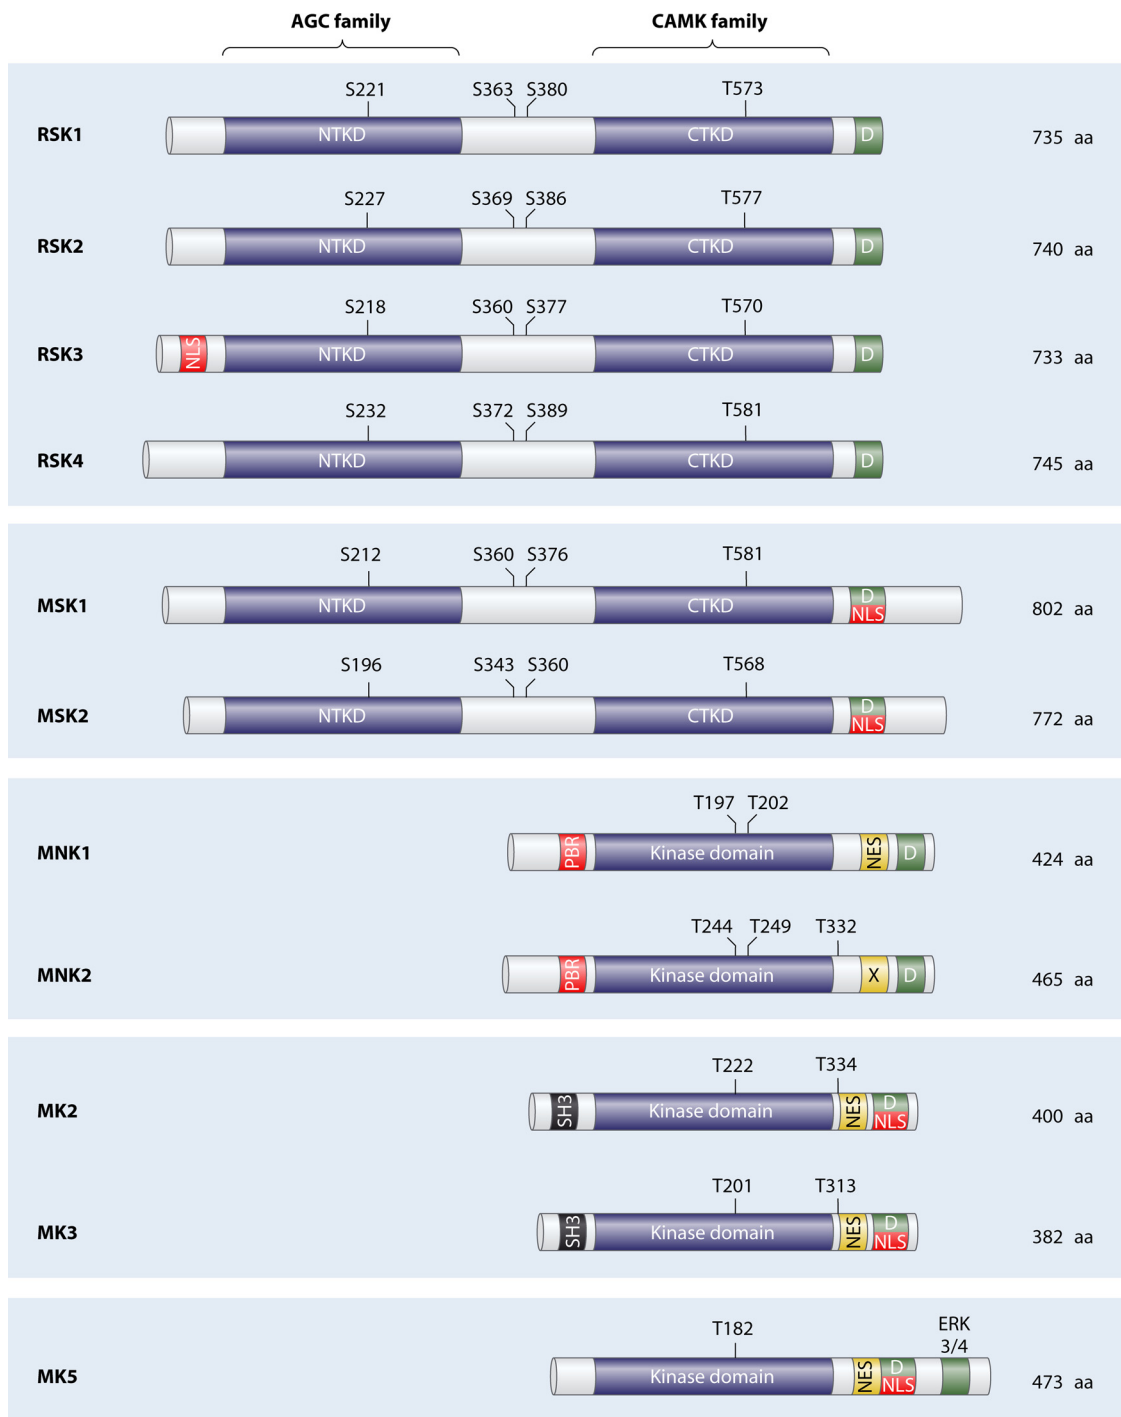 AGC family CAMK family
S221 S363 S380 T573
RSK1 NTKD CTKD D 735 aa
S227 S369 S386 T577
RSK2 NTKD CTKD D 740 aa
S218 S360 S377 T570
RSK3 NLS NTKD CTKD D 733 aa
S232 S372 S389 T581
RSK4 NTKD CTKD D 745 aa
S212 S360 S376 T581
MSK1 NTKD CTKD D NLS 802 aa
S196 S343 S360 T568
MSK2 NTKD CTKD D NLS 772 aa
T197 T202
MNK1 PBR Kinase domain NES D 424 aa
T244 T249 T332
MNK2 PBR Kinase domain X D 465 aa
T222 T334
MK2 SH3 Kinase domain NES D NLS 400 aa
T201 T313
MK3 SH3 Kinase domain NES D NLS 382 aa
T182 ERK 3/4
MK5 Kinase domain NES D NLS 473 aa